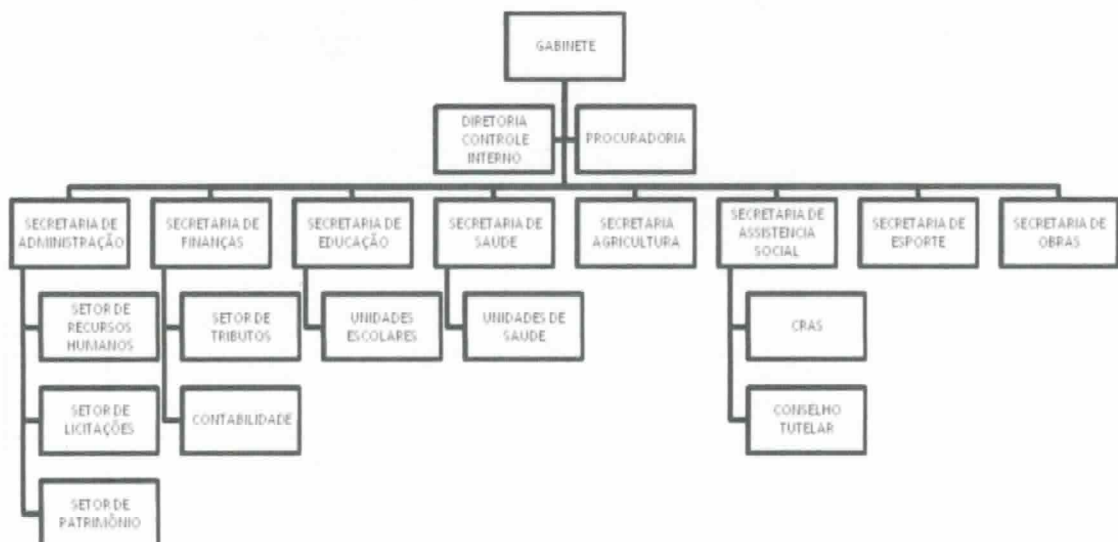 GABINETE
DIRETORIA
CONTROLE
INTERNO
PROCURADORIA
SECRETARIA DE
ADMINISTRAÇÃO
SECRETARIA DE
FINANÇAS
SECRETARIA DE
EDUCAÇÃO
SECRETARIA DE
SAUDE
SECRETARIA
AGRICULTURA
SECRETARIA DE
ASSISTENCIA
SOCIAL
SECRETARIA
DE ESPORTE
SECRETARIA DE
OBRAS
SETOR DE
RECURSOS
HUMANOS
SETOR DE
TRIBUTOS
UNIDADES
ESCOLARES
UNIDADES DE
SAUDE
CRAS
SETOR DE
LICITAÇÕES
CONTABILIDADE
CONSELHO
TUTELAR
SETOR DE
PATRIMÔNIO